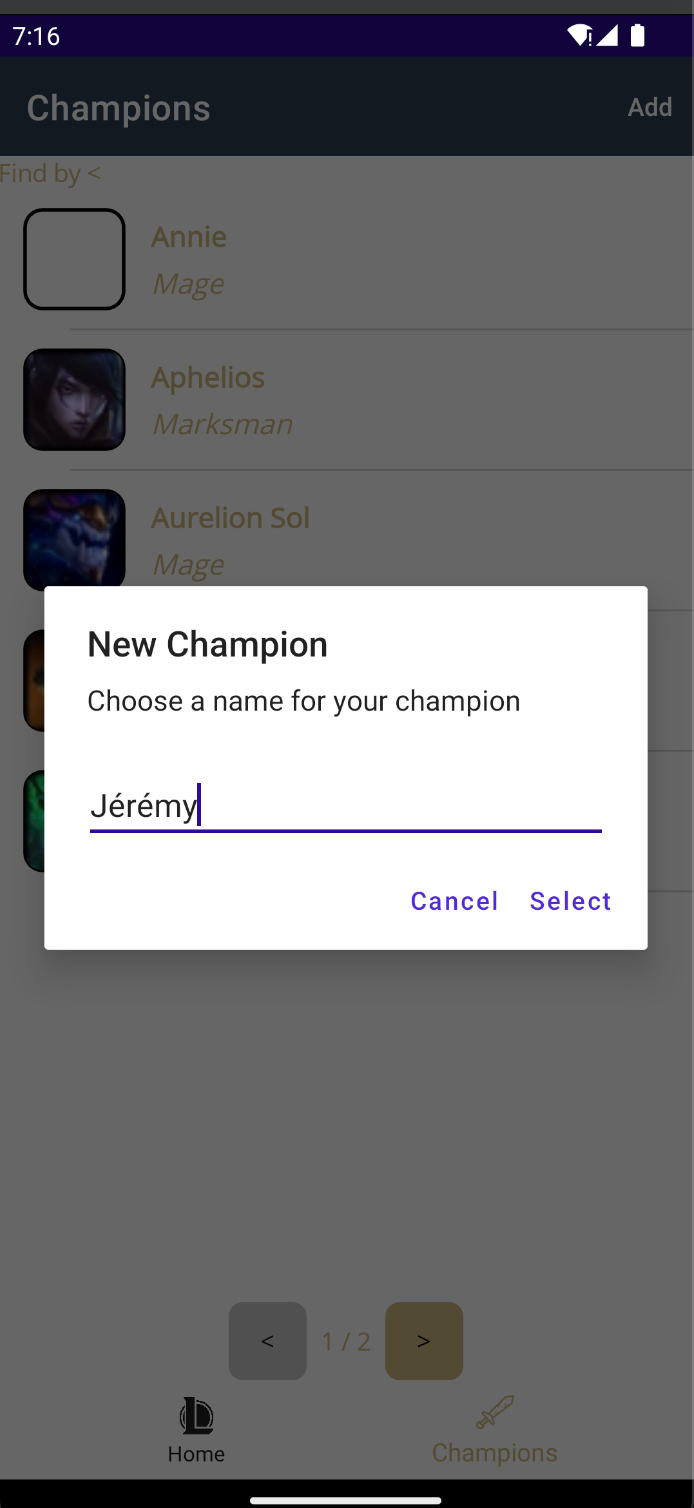 7:16
Champions Add
Find by <
Annie
Mage
Aphelios
Marksman
Aurelion Sol
Mage
New Champion
Choose a name for your champion
Jérémy
Cancel Select
< 1 / 2 >
Home Champions